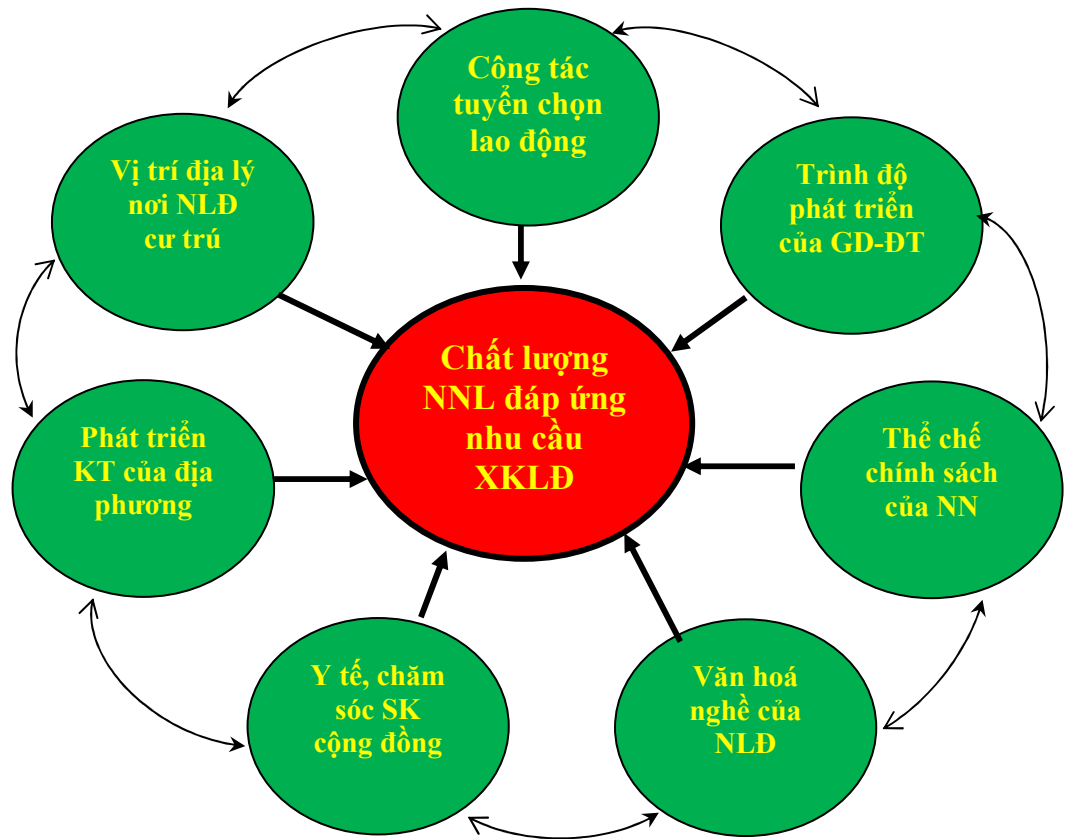 Công tác
tuyển chọn
lao động
Vị trí địa lý
nơi NLĐ
cư trú
Trình độ
phát triển
của GD-ĐT
Chất lượng
NNL đáp ứng
nhu cầu
XKLĐ
Phát triển
KT của địa
phương
Thể chế
chính sách
của NN
Y tế, chăm
sóc SK
cộng đồng
Văn hoá
nghề của
NLĐ